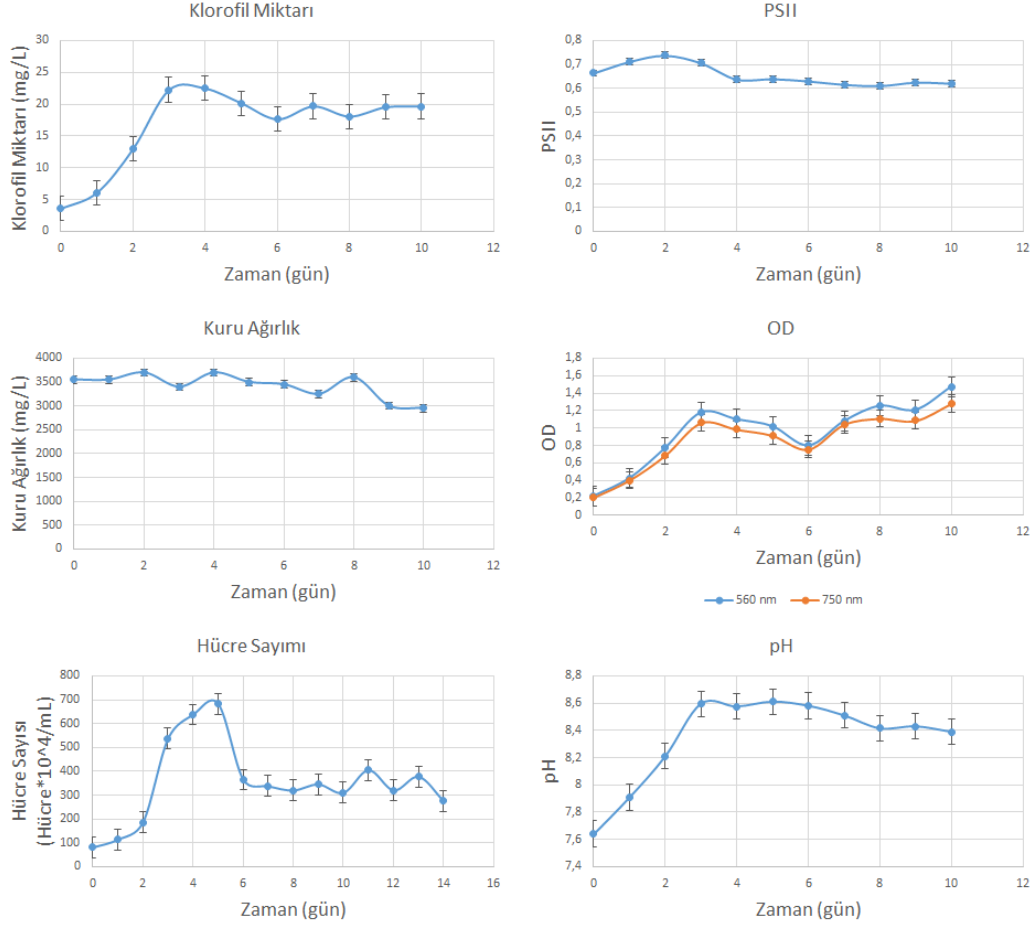 Klorofil Miktarı
Klorofil Miktarı (mg/L)
30
25
20
15
10
5
0
0 2 4 6 8 10 12
Zaman (gün)
PSII
PSII
0,8
0,7
0,6
0,5
0,4
0,3
0,2
0,1
0
0 2 4 6 8 10 12
Zaman (gün)
Kuru Ağırlık
Kuru Ağırlık (mg/L)
4000
3500
3000
2500
2000
1500
1000
500
0
0 2 4 6 8 10 12
Zaman (gün)
OD
OD
1,8
1,6
1,4
1,2
1
0,8
0,6
0,4
0,2
0
0 2 4 6 8 10 12
Zaman (gün)
560 nm 750 nm
Hücre Sayımı
Hücre Sayısı
(Hücre*10^4/mL)
800
700
600
500
400
300
200
100
0
0 2 4 6 8 10 12 14 16
Zaman (gün)
pH
pH
8,8
8,6
8,4
8,2
8
7,8
7,6
7,4
0 2 4 6 8 10 12
Zaman (gün)